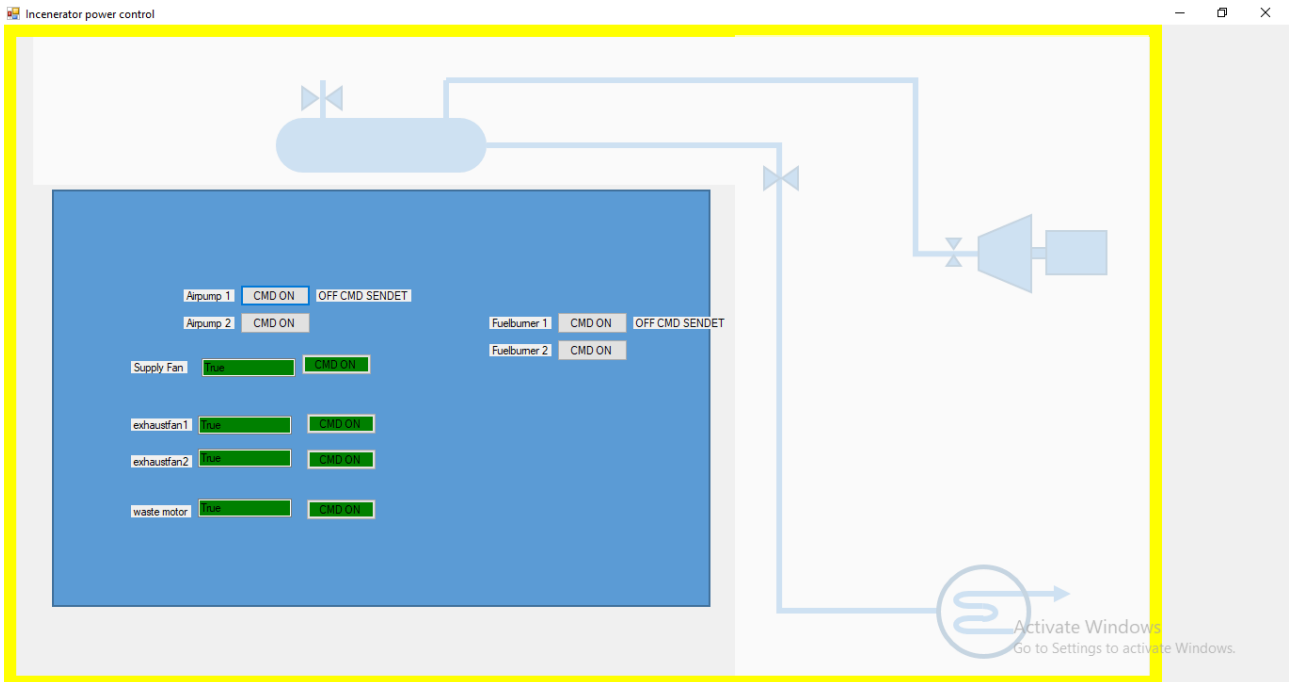 Incenerator power control
Airpump 1 CMD ON OFF CMD SENDET
Airpump 2 CMD ON
Fuelburner 1 CMD ON OFF CMD SENDET
Fuelburner 2 CMD ON
Supply Fan True CMD ON
exhaustfan1 True CMD ON
exhaustfan2 True CMD ON
waste motor True CMD ON
Activate Windows
Go to Settings to activate Windows.